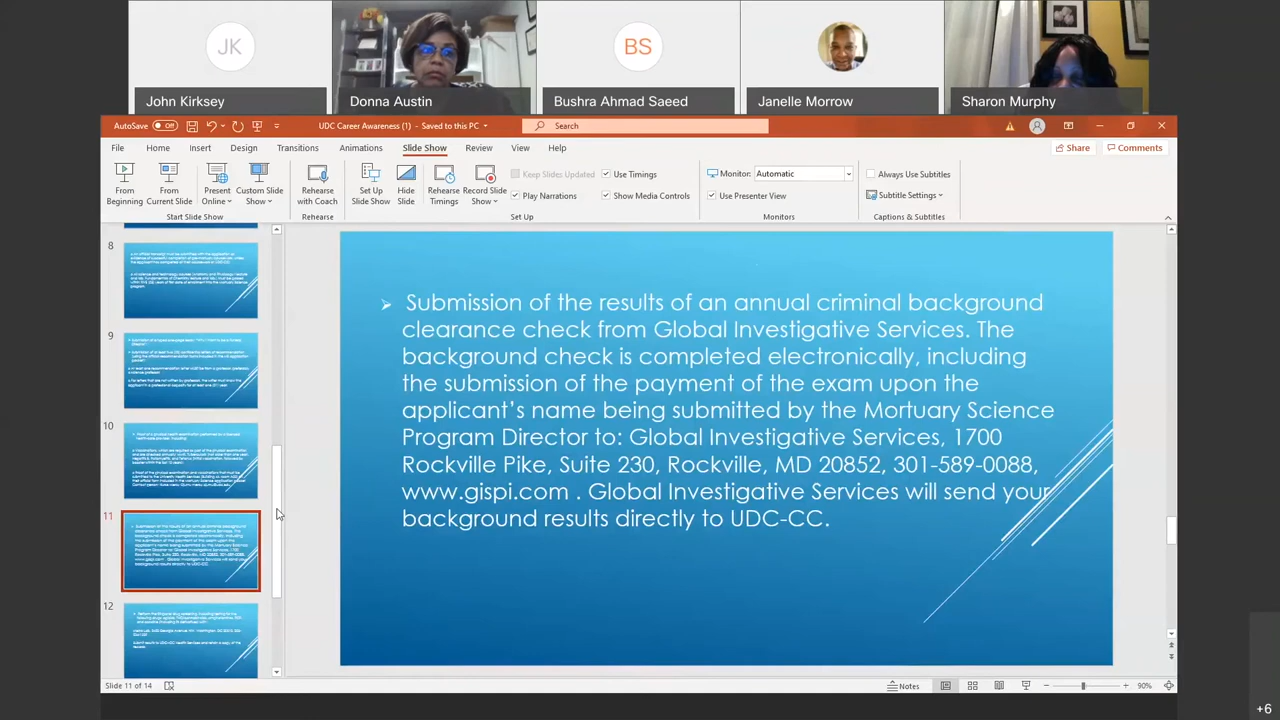 JK
BS
John Kirksey
Donna Austin
Bushra Ahmad Saeed
Janelle Morrow
Sharon Murphy
AutoSave Off
UDC Career Awareness (1) - Saved to this PC
Search
File Home Insert Design Transitions Animations Slide Show Review View Help
Share Comments
From Beginning
From Current Slide
Present Online
Custom Slide Show
Start Slide Show
Rehearse with Coach
Rehearse
Set Up Slide Show
Hide Slide
Rehearse Timings
Record Slide Show
Keep Slides Updated
Use Timings
Play Narrations
Show Media Controls
Set Up
Monitor: Automatic
Use Presenter View
Monitors
Always Use Subtitles
Subtitle Settings
Captions & Subtitles
8
9
10
11
12
Submission of the results of an annual criminal background
clearance check from Global Investigative Services. The
background check is completed electronically, including
the submission of the payment of the exam upon the
applicant's name being submitted by the Mortuary Science
Program Director to: Global Investigative Services, 1700
Rockville Pike, Suite 230, Rockville, MD 20832, 301-589-0088
www.gispi.com . Global Investigative Services will send your
background results directly to UDC-CC.
Slide 11 of 14
Notes
90%
+6